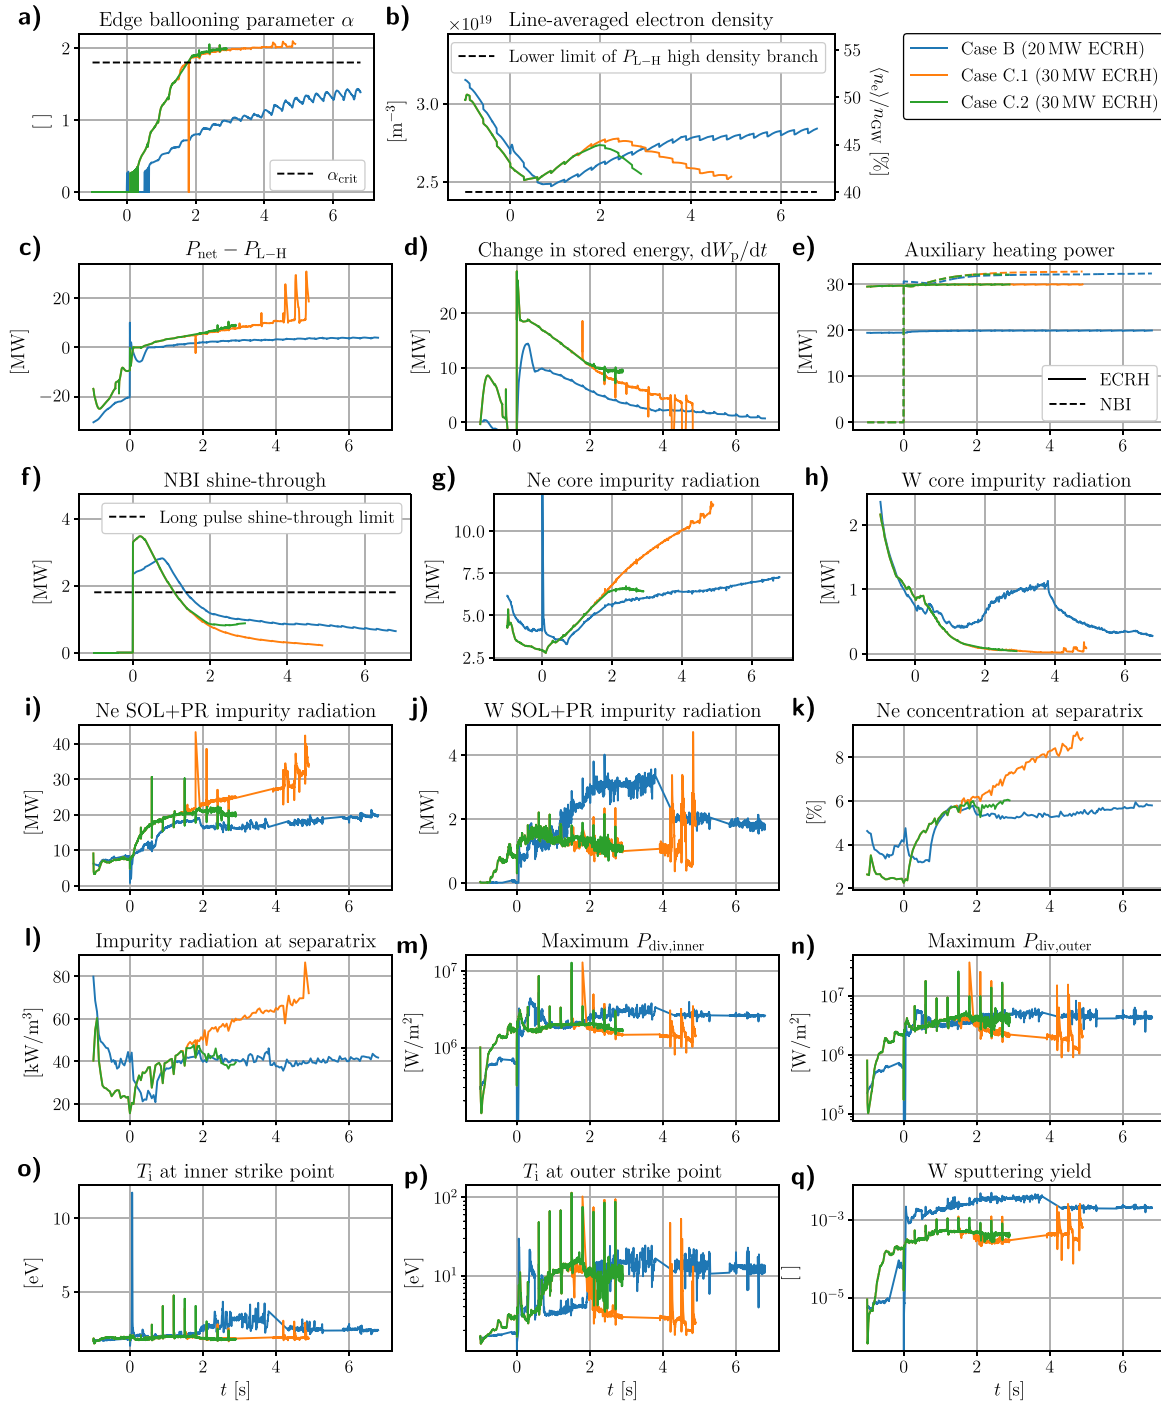 a) Edge ballooning parameter α
2
1
0
[ ]
α_crit
0 2 4 6
b) ×10^19 Line-averaged electron density
Lower limit of P_L−H high density branch
3.0
2.5
[m^−3]
55
50
45
40
⟨n_e⟩/n_GW [%]
0 2 4 6
Case B (20 MW ECRH)
Case C.1 (30 MW ECRH)
Case C.2 (30 MW ECRH)
c) P_net − P_L−H
20
0
−20
[MW]
0 2 4 6
d) Change in stored energy, dW_p/dt
20
10
0
[MW]
0 2 4 6
e) Auxiliary heating power
30
20
10
0
[MW]
ECRH
NBI
0 2 4 6
f) NBI shine-through
Long pulse shine-through limit
4
2
0
[MW]
0 2 4 6
g) Ne core impurity radiation
10.0
7.5
5.0
2.5
[MW]
0 2 4 6
h) W core impurity radiation
2
1
0
[MW]
0 2 4 6
i) Ne SOL+PR impurity radiation
40
30
20
10
0
[MW]
0 2 4 6
j) W SOL+PR impurity radiation
4
2
0
[MW]
0 2 4 6
k) Ne concentration at separatrix
8
6
4
2
[%]
0 2 4 6
l) Impurity radiation at separatrix
80
60
40
20
[kW/m^3]
0 2 4 6
m) Maximum P_div,inner
10^7
10^6
[W/m^2]
0 2 4 6
n) Maximum P_div,outer
10^7
10^6
10^5
[W/m^2]
0 2 4 6
o) T_i at inner strike point
10
5
[eV]
0 2 4 6
t [s]
p) T_i at outer strike point
10^2
10^1
[eV]
0 2 4 6
t [s]
q) W sputtering yield
10^−3
10^−5
[ ]
0 2 4 6
t [s]